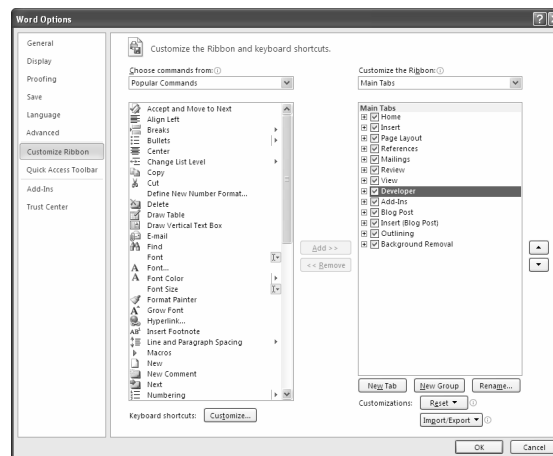 Word Options
General
Display
Proofing
Save
Language
Advanced
Customize Ribbon
Quick Access Toolbar
Add-Ins
Trust Center
Customize the Ribbon and keyboard shortcuts.
Choose commands from:
Popular Commands
Accept and Move to Next
Align Left
Breaks
Bullets
Center
Change List Level
Copy
Cut
Define New Number Format...
Delete
Draw Table
Draw Vertical Text Box
E-mail
Find
Font
Font...
Font Color
Font Size
Format Painter
Grow Font
Hyperlink...
Insert Footnote
Line and Paragraph Spacing
Macros
New
New Comment
Next
Numbering
Keyboard shortcuts: Customize...
Add >>
<< Remove
Customize the Ribbon:
Main Tabs
Main Tabs
Home
Insert
Page Layout
References
Mailings
Review
View
Developer
Add-Ins
Blog Post
Insert (Blog Post)
Outlining
Background Removal
New Tab New Group Rename...
Customizations: Reset
Import/Export
OK Cancel